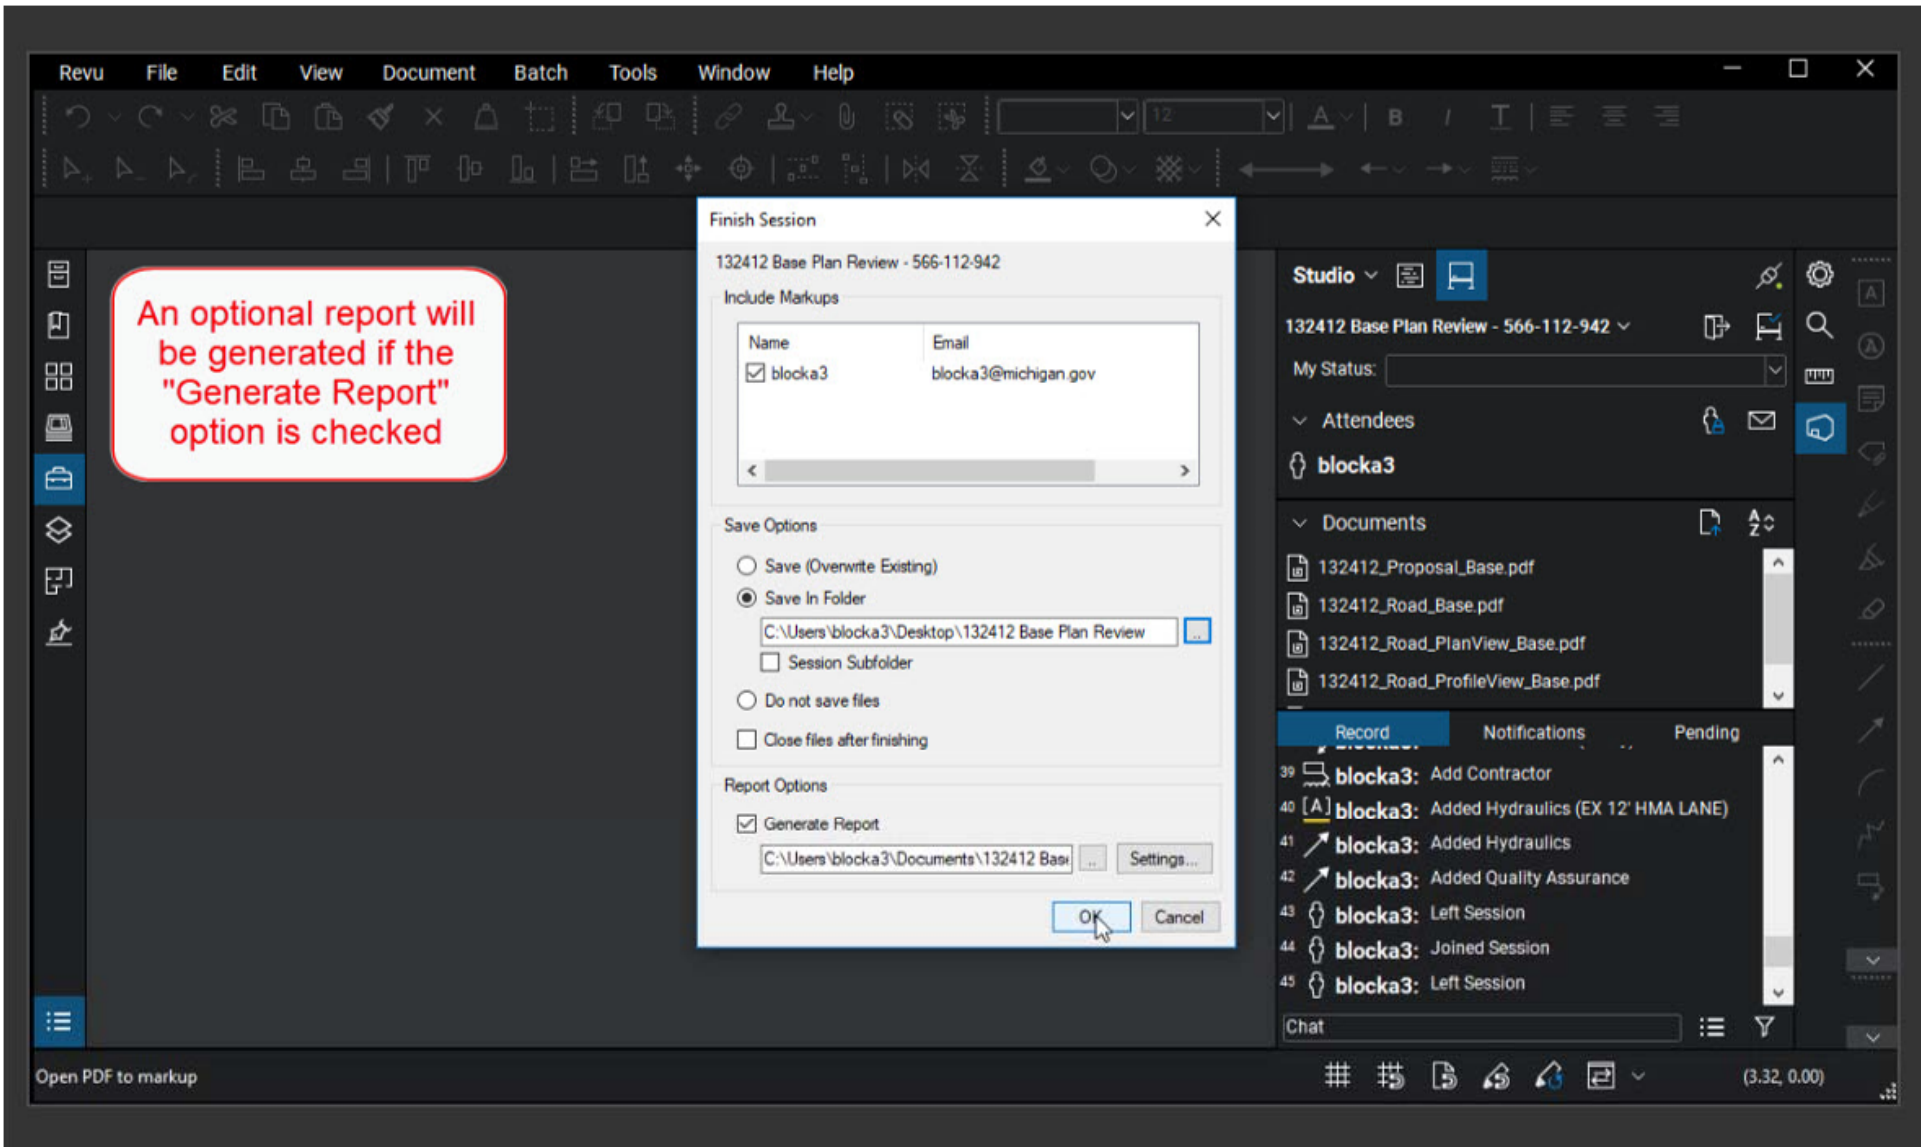 Revu File Edit View Document Batch Tools Window Help
12
Finish Session
132412 Base Plan Review - 566-112-942
Include Markups
Name Email
blocka3 blocka3@michigan.gov
Save Options
Save (Overwrite Existing)
Save In Folder
C:\Users\blocka3\Desktop\132412 Base Plan Review
..
Session Subfolder
Do not save files
Close files after finishing
Report Options
Generate Report
C:\Users\blocka3\Documents\132412 Base
..
Settings...
OK Cancel
An optional report will
be generated if the
"Generate Report"
option is checked
Studio
132412 Base Plan Review - 566-112-942
My Status:
Attendees
blocka3
Documents
132412_Proposal_Base.pdf
132412_Road_Base.pdf
132412_Road_PlanView_Base.pdf
132412_Road_ProfileView_Base.pdf
Record Notifications Pending
39 blocka3: Add Contractor
40 [A] blocka3: Added Hydraulics (EX 12' HMA LANE)
41 blocka3: Added Hydraulics
42 blocka3: Added Quality Assurance
43 blocka3: Left Session
44 blocka3: Joined Session
45 blocka3: Left Session
Chat
Open PDF to markup
(3.32, 0.00)